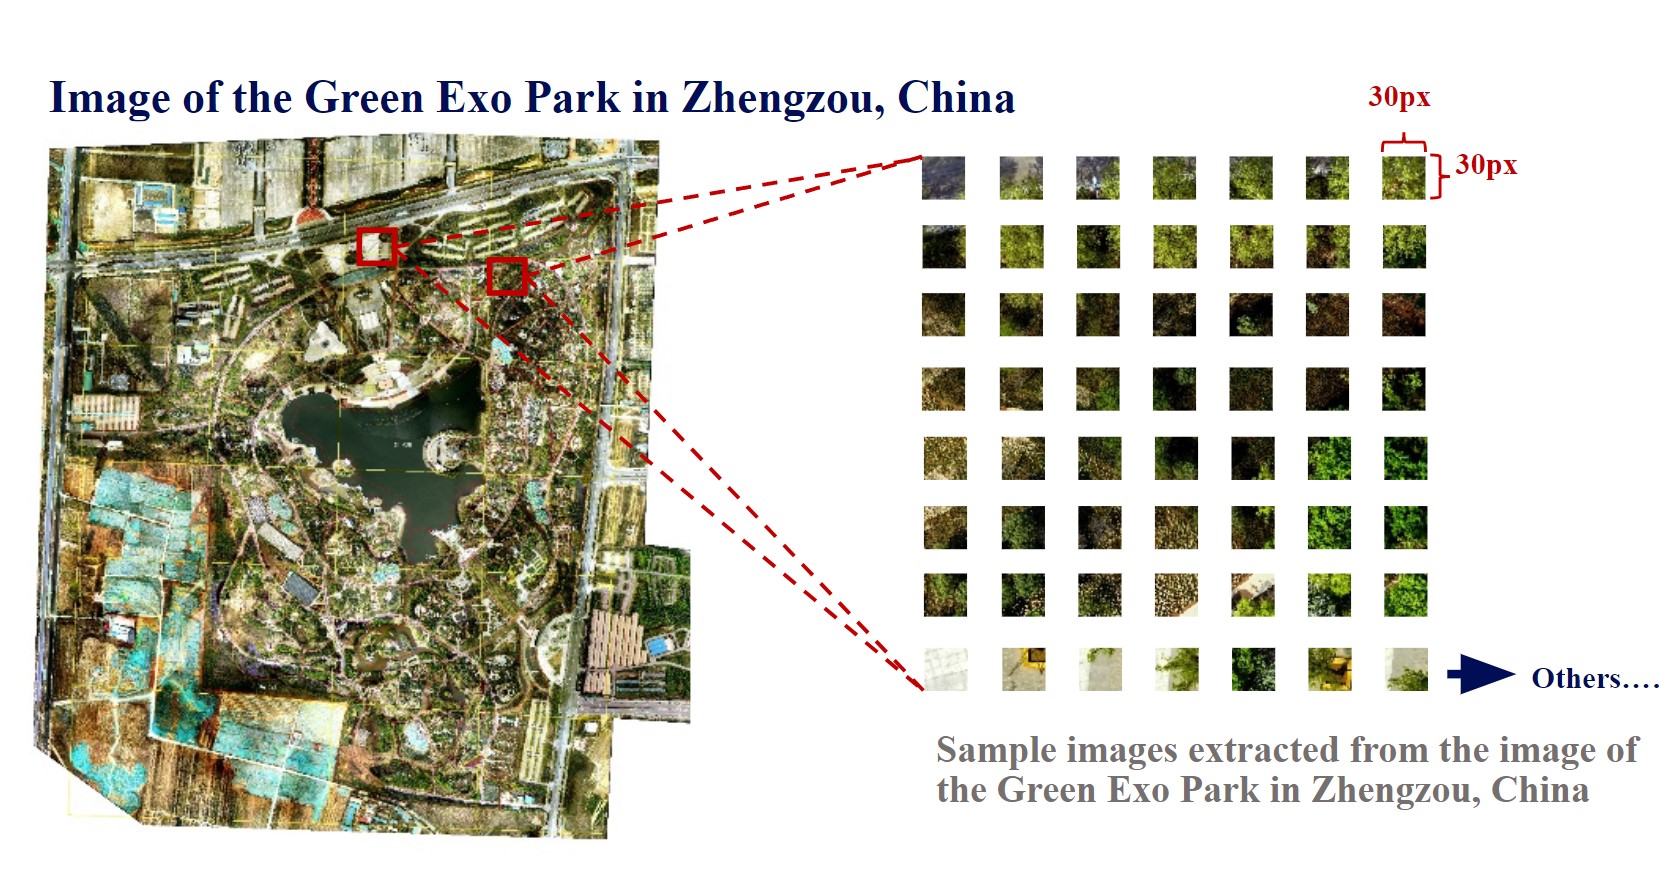 Image of the Green Exo Park in Zhengzou, China
30px
30px
Others....
Sample images extracted from the image of
the Green Exo Park in Zhengzou, China